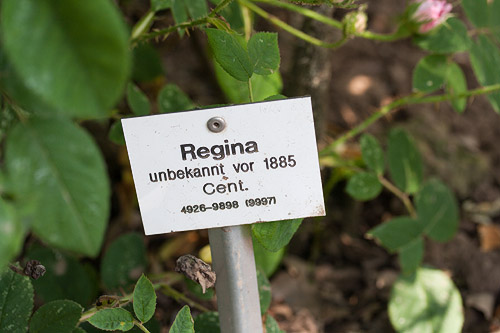 Regina
unbekannt vor 1885
Cent.
4926-9898 (9997)